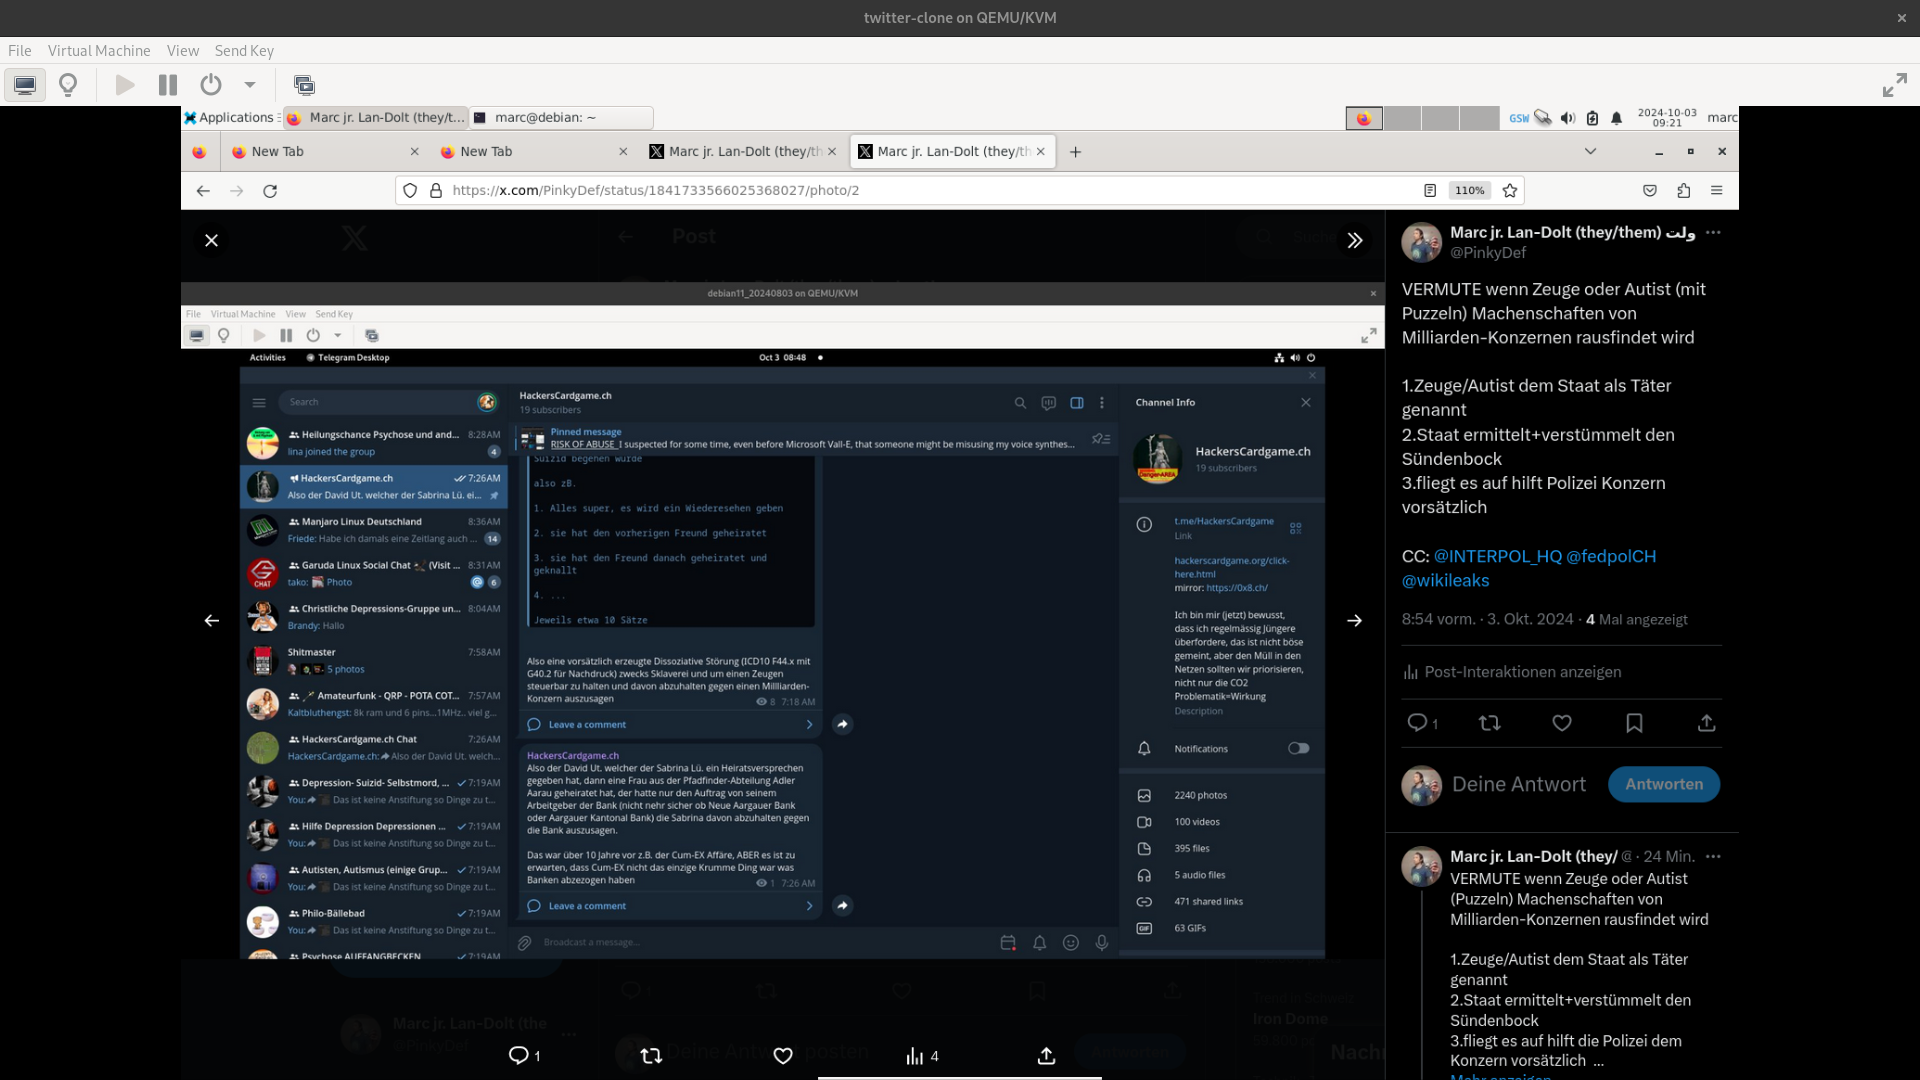 twitter-clone on QEMU/KVM
File Virtual Machine View Send Key
Applications Marc jr. Lan-Dolt (they/t... marc@debian: ~ GSW 2024-10-03 09:21 marc
New Tab New Tab Marc jr. Lan-Dolt (they/th Marc jr. Lan-Dolt (they/th
https://x.com/PinkyDef/status/1841733566025368027/photo/2 110%
Post
debian11_20240803 on QEMU/KVM
File Virtual Machine View Send Key
Activities Telegram Desktop Oct 3 08:48
Search
Heilungschance Psychose und and... 8:28AM
lina joined the group 4
HackersCardgame.ch 7:26AM
Also der David Ut. welcher der Sabrina Lü. ei...
Manjaro Linux Deutschland 8:36AM
Friede: Habe ich damals eine Zeitlang auch ... 14
Garuda Linux Social Chat (Visit ... 8:31AM
tako: Photo @ 6
CHAT
Christliche Depressions-Gruppe un... 8:04AM
Brandy: Hallo
Shitmaster 7:58AM
5 photos
Amateurfunk - QRP - POTA COT... 7:57AM
Kaltbluthengst: 8k ram und 6 pins...1MHz.. viel g...
HackersCardgame.ch Chat 7:26AM
HackersCardgame.ch: Also der David Ut. welch...
Depression- Suizid- Selbstmord, ... 7:19AM
You: Das ist keine Anstiftung so Dinge zu t...
Hilfe Depression Depressionen ... 7:19AM
You: Das ist keine Anstiftung so Dinge zu t...
Autisten, Autismus (einige Grup... 7:19AM
You: Das ist keine Anstiftung so Dinge zu t...
Philo-Bällebad 7:19AM
You: Das ist keine Anstiftung so Dinge zu t...
Psychose AUFFANGBECKEN 7:19AM
HackersCardgame.ch
19 subscribers
Pinned message
RISK OF ABUSE I suspected for some time, even before Microsoft Vall-E, that someone might be misusing my voice synthes...
Suizid begehen würde
also zB.
1. Alles super, es wird ein Wiederesehen geben
2. sie hat den vorherigen Freund geheiratet
3. sie hat den Freund danach geheiratet und
geknallt
4. ...
Jeweils etwa 10 Sätze
Also eine vorsätzlich erzeugte Dissoziative Störung (ICD10 F44.x mit
G40.2 für Nachdruck) zwecks Sklaverei und um einen Zeugen
steuerbar zu halten und davon abzuhalten gegen einen Millliarden-
Konzern auszusagen
8 7:18 AM
Leave a comment
HackersCardgame.ch
Also der David Ut. welcher der Sabrina Lü. ein Heiratsversprechen
gegeben hat, dann eine Frau aus der Pfadfinder-Abteilung Adler
Aarau geheiratet hat, der hatte nur den Auftrag von seinem
Arbeitgeber der Bank (nicht nehr sicher ob Neue Aargauer Bank
oder Aargauer Kantonal Bank) die Sabrina davon abzuhalten gegen
die Bank auszusagen.
Das war über 10 Jahre vor z.B. der Cum-EX Affäre, ABER es ist zu
erwarten, dass Cum-EX nicht das einzige Krumme Ding war was
Banken abzezogen haben
1 7:26 AM
Leave a comment
Broadcast a message...
Channel Info
HackersCardgame.ch
19 subscribers
t.me/HackersCardgame
Link
hackerscardgame.org/click-
here.html
mirror: https://0x8.ch/
Ich bin mir (jetzt) bewusst,
dass ich regelmässig Jüngere
überfordere, das ist nicht böse
gemeint, aber den Müll in den
Netzen sollten wir priorisieren,
nicht nur die CO2
Problematik=Wirkung
Description
Notifications
2240 photos
100 videos
395 files
5 audio files
471 shared links
GIF 63 GIFs
Marc jr. Lan-Dolt (the
@PinkyDef
Iron Dome
1 4
Marc jr. Lan-Dolt (they/them) ولت
@PinkyDef
VERMUTE wenn Zeuge oder Autist (mit
Puzzeln) Machenschaften von
Milliarden-Konzernen rausfindet wird
1.Zeuge/Autist dem Staat als Täter
genannt
2.Staat ermittelt+verstümmelt den
Sündenbock
3.fliegt es auf hilft Polizei Konzern
vorsätzlich
CC: @INTERPOL_HQ @fedpolCH
@wikileaks
8:54 vorm. · 3. Okt. 2024 · 4 Mal angezeigt
Post-Interaktionen anzeigen
1
Deine Antwort Antworten
Marc jr. Lan-Dolt (they/ @ · 24 Min.
VERMUTE wenn Zeuge oder Autist
(Puzzeln) Machenschaften von
Milliarden-Konzernen rausfindet wird
1.Zeuge/Autist dem Staat als Täter
genannt
2.Staat ermittelt+verstümmelt den
Sündenbock
3.fliegt es auf hilft die Polizei dem
Konzern vorsätzlich ...
Mehr anzeigen